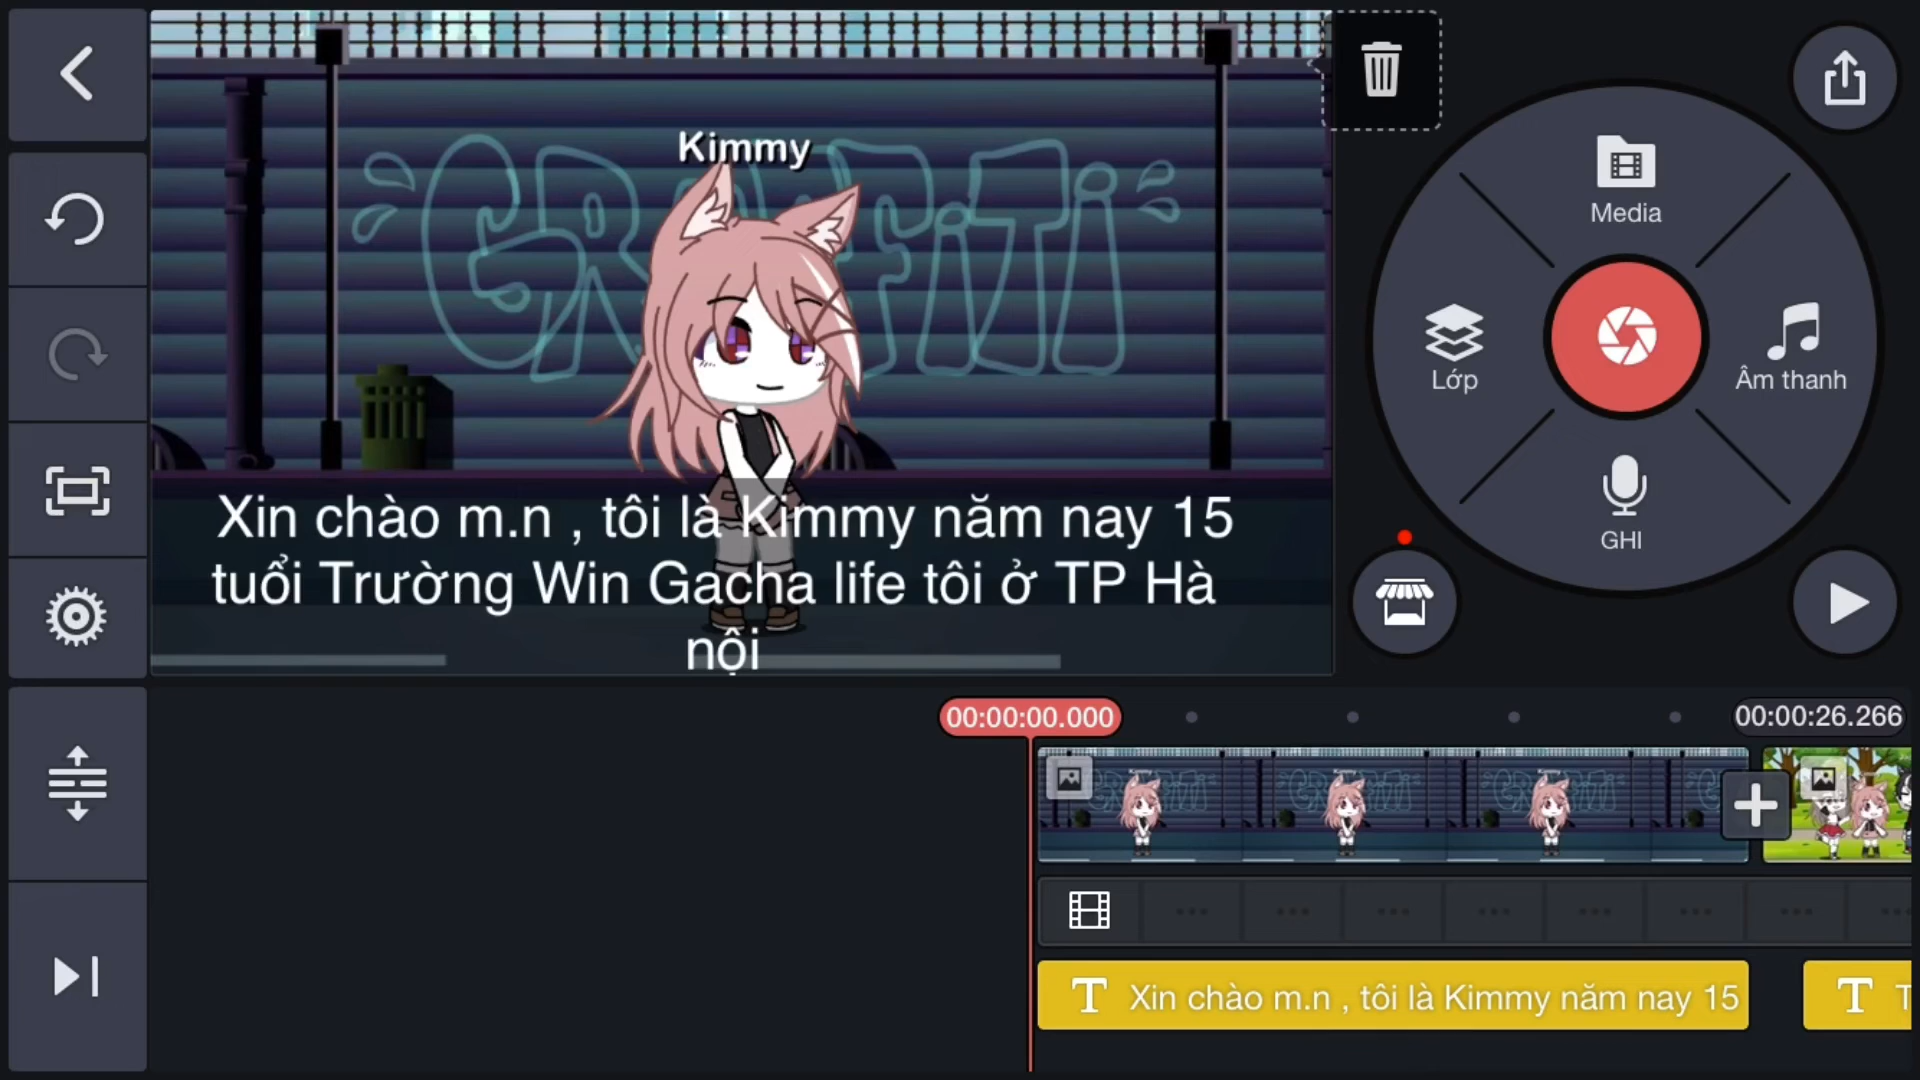 Kimmy
GRAFiTi
Xin chào m.n , tôi là Kimmy năm nay 15
tuổi Trường Win Gacha life tôi ở TP Hà
nội
Media
Lớp
Âm thanh
GHI
00:00:00.000
00:00:26.266
T Xin chào m.n , tôi là Kimmy năm nay 15
T T